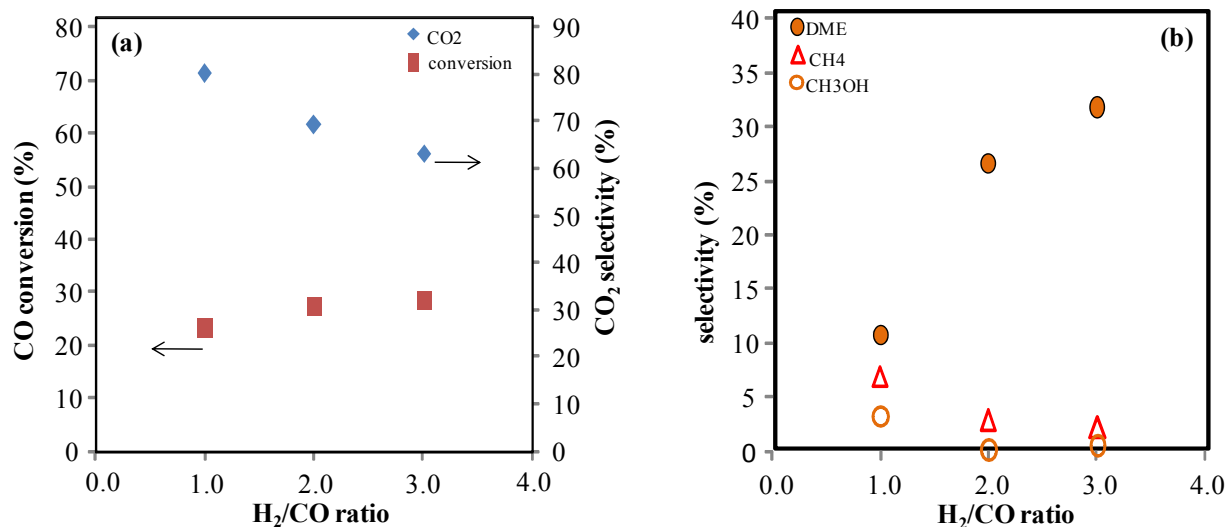 (a)
CO2
conversion
CO conversion (%)
80
70
60
50
40
30
20
10
0
CO₂ selectivity (%)
90
80
70
60
50
40
30
20
10
0
0.0 1.0 2.0 3.0 4.0
H₂/CO ratio
(b)
DME
CH4
CH3OH
selectivity (%)
40
35
30
25
20
15
10
5
0
0.0 1.0 2.0 3.0 4.0
H₂/CO ratio